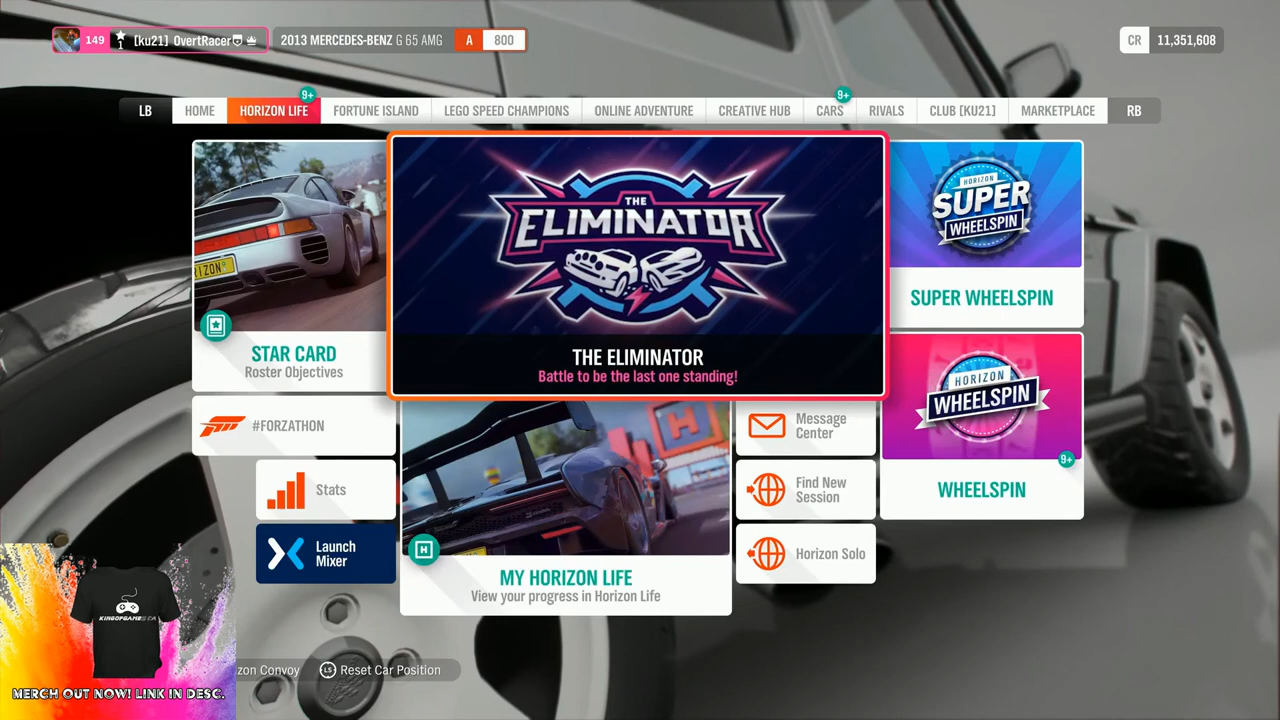 149
1
[ku21] OvertRacer
2013 MERCEDES-BENZ G 65 AMG
A
800
CR
11,351,608
LB
HOME
HORIZON LIFE
9+
FORTUNE ISLAND
LEGO SPEED CHAMPIONS
ONLINE ADVENTURE
CREATIVE HUB
CARS
9+
RIVALS
CLUB [KU21]
MARKETPLACE
RB
STAR CARD
Roster Objectives
THE
ELIMINATOR
THE ELIMINATOR
Battle to be the last one standing!
HORIZON
SUPER
WHEELSPIN
SUPER WHEELSPIN
#FORZATHON
Stats
Launch
Mixer
H
MY HORIZON LIFE
View your progress in Horizon Life
Message
Center
Find New
Session
Horizon Solo
HORIZON
WHEELSPIN
9+
WHEELSPIN
zon Convoy
LS
Reset Car Position
MERCH OUT NOW! LINK IN DESC.